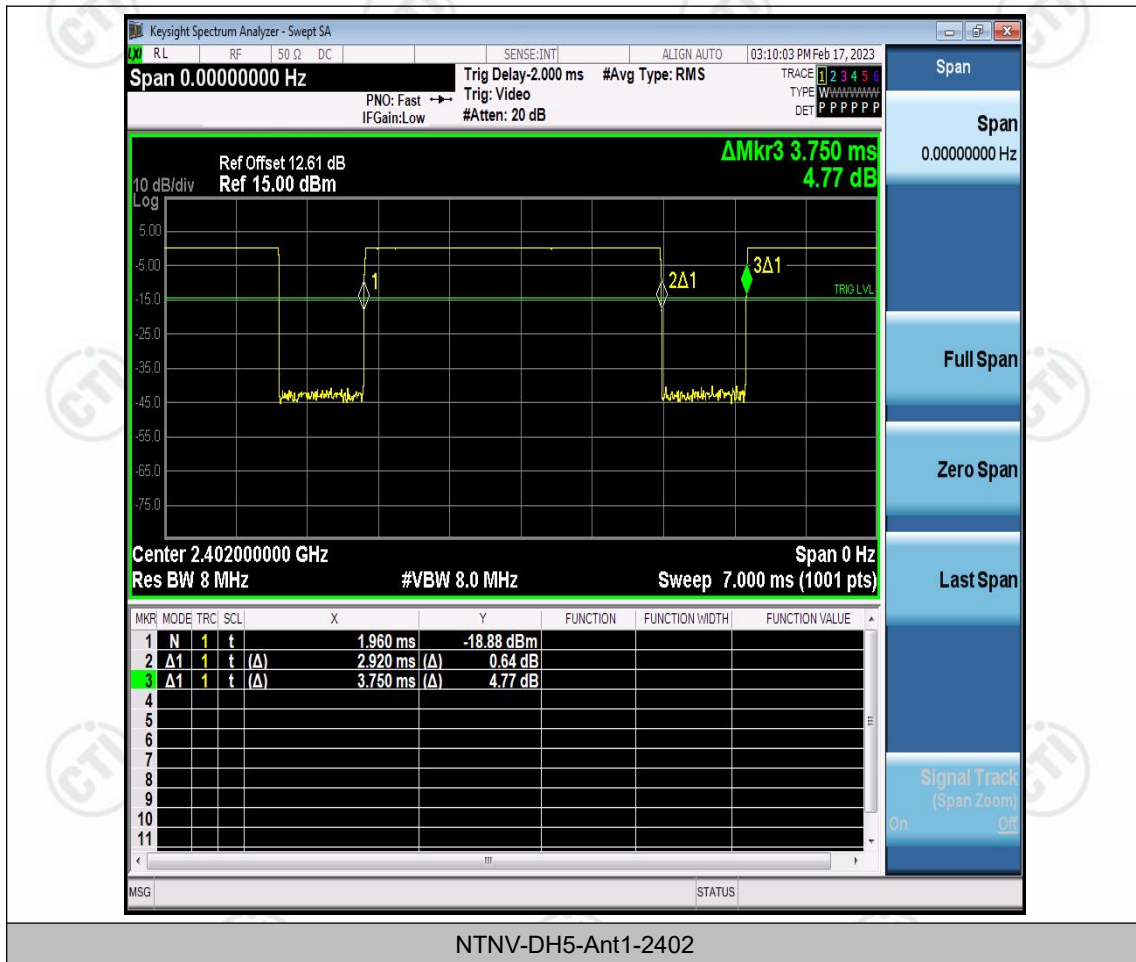 Keysight Spectrum Analyzer - Swept SA
LXI RL RF 50 Ω DC SENSE:INT ALIGN AUTO 03:10:03 PM Feb 17, 2023
Span 0.00000000 Hz
Trig Delay-2.000 ms #Avg Type: RMS
TRACE 1 2 3 4 5 6
PNO: Fast
Trig: Video
TYPE WWWWWW
IFGain:Low
#Atten: 20 dB
DET P P P P P P
ΔMkr3 3.750 ms
4.77 dB
Ref Offset 12.61 dB
10 dB/div Ref 15.00 dBm
Log
5.00
-5.00
-15.0
-25.0
-35.0
-45.0
-55.0
-65.0
-75.0
1
2Δ1
3Δ1
TRIG LVL
Center 2.402000000 GHz Span 0 Hz
Res BW 8 MHz #VBW 8.0 MHz Sweep 7.000 ms (1001 pts)
MKR MODE TRC SCL X Y FUNCTION FUNCTION WIDTH FUNCTION VALUE
1 N 1 t 1.960 ms -18.88 dBm
2 Δ1 1 t (Δ) 2.920 ms (Δ) 0.64 dB
3 Δ1 1 t (Δ) 3.750 ms (Δ) 4.77 dB
4
5
6
7
8
9
10
11
MSG STATUS
Span
Span
0.00000000 Hz
Full Span
Zero Span
Last Span
Signal Track
(Span Zoom)
On Off
NTNV-DH5-Ant1-2402
CTI
CTI
CTI
CTI
CTI
CTI